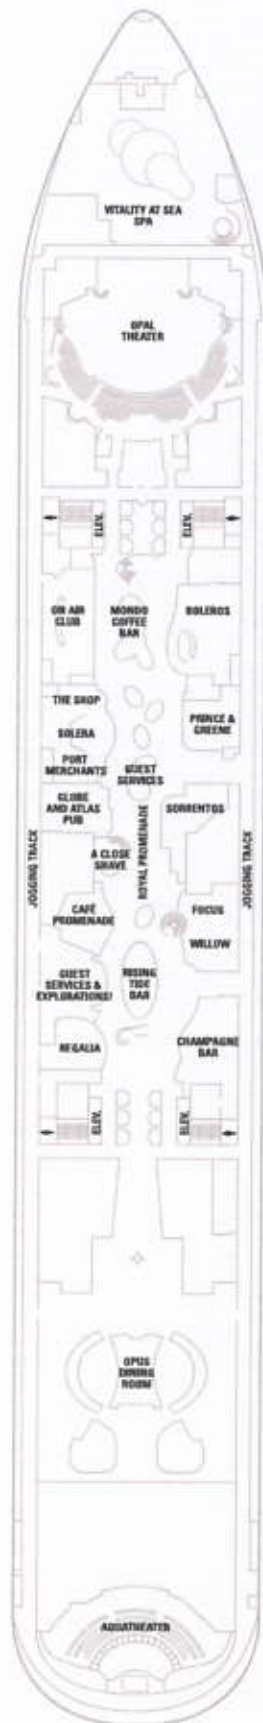 VITALITY AT SEA
SPA
OPAL
THEATER
ELEV.
ELEV.
ON AIR
CLUB
MONDO
COFFEE
BAR
BOLEROS
THE SHOP
SOLERA
PORT
MERCHANTS
PRINCE &
GREENE
GUEST
SERVICES
GLOBE
AND ATLAS
PUB
SORRENTOS
JOGGING TRACK
ROYAL PROMENADE
JOGGING TRACK
A CLOSE
SHAVE
CAFÉ
PROMENADE
FOCUS
WILLOW
GUEST
SERVICES &
EXPLORATIONS!
RISING
TIDE
BAR
REGALIA
CHAMPAGNE
BAR
ELEV.
ELEV.
OPUS
DINING
ROOM
AQUATHEATER